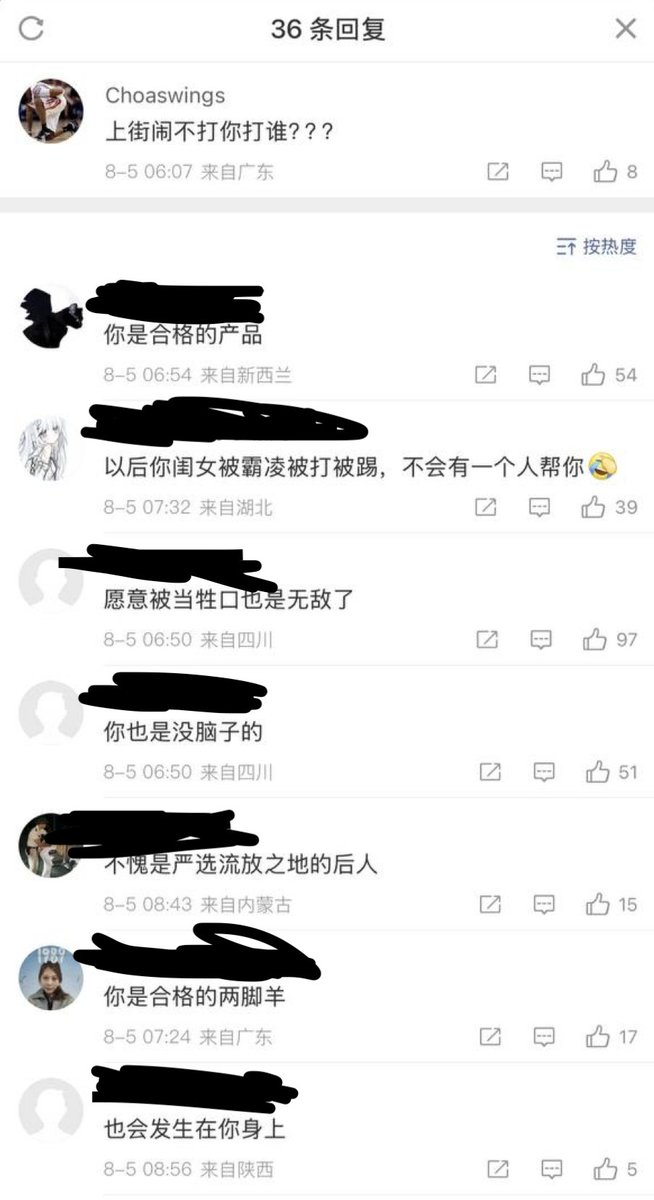 36 条回复
Choaswings
上街闹不打你打谁???
8-5 06:07 来自广东
8
按热度
你是合格的产品
8-5 06:54 来自新西兰
54
以后你闺女被霸凌被打被踢，不会有一个人帮你🤣
8-5 07:32 来自湖北
39
愿意被当牲口也是无敌了
8-5 06:50 来自四川
97
你也是没脑子的
8-5 06:50 来自四川
51
不愧是严选流放之地的后人
8-5 08:43 来自内蒙古
15
你是合格的两脚羊
8-5 07:24 来自广东
17
也会发生在你身上
8-5 08:56 来自陕西
5